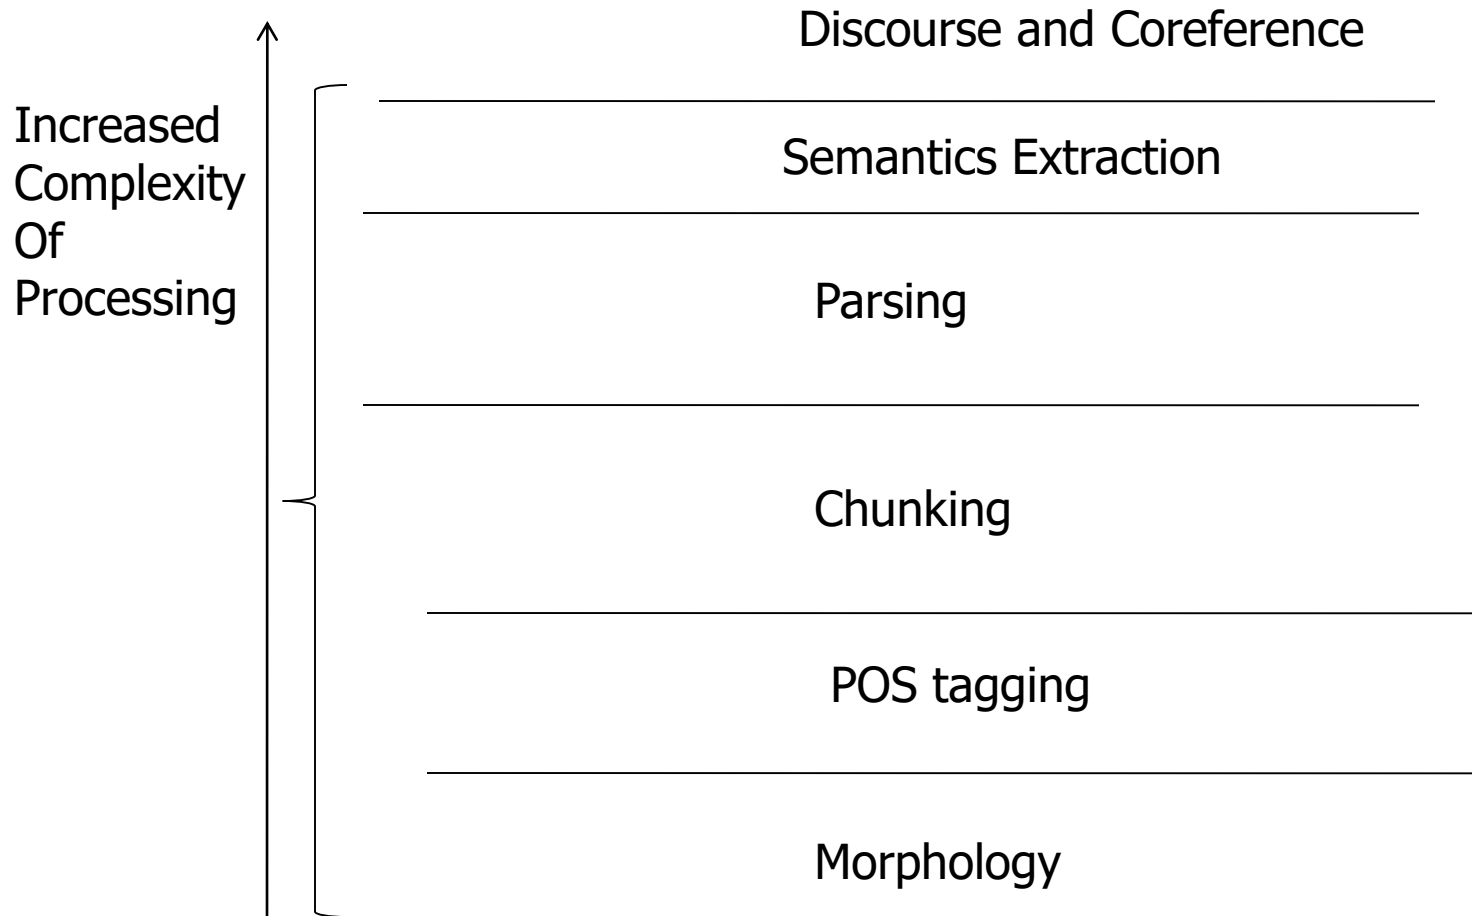 Discourse and Coreference
Increased
Complexity
Of
Processing
Semantics Extraction
Parsing
Chunking
POS tagging
Morphology